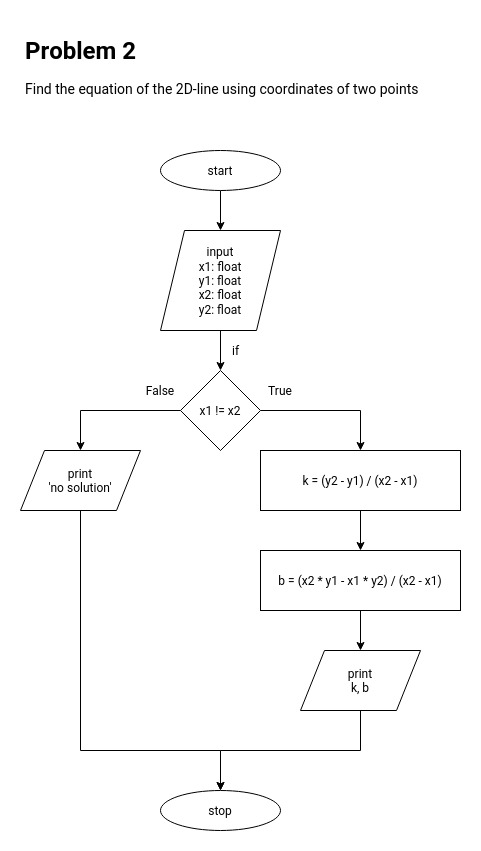 Problem 2
Find the equation of the 2D-line using coordinates of two points
start
input
x1: float
y1: float
x2: float
y2: float
if
False
True
x1 != x2
print
'no solution'
k = (y2 - y1) / (x2 - x1)
b = (x2 * y1 - x1 * y2) / (x2 - x1)
print
k, b
stop